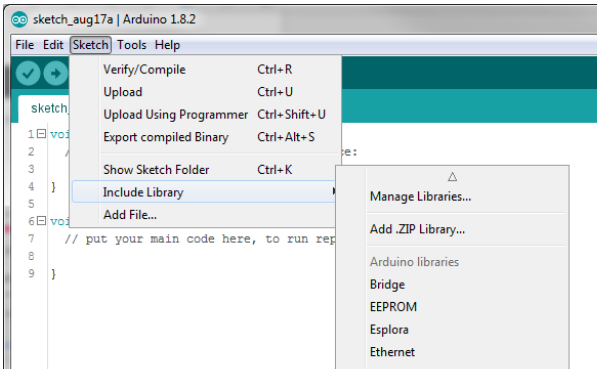 sketch_aug17a | Arduino 1.8.2
File Edit Sketch Tools Help
Verify/Compile Ctrl+R
Upload Ctrl+U
Upload Using Programmer Ctrl+Shift+U
Export compiled Binary Ctrl+Alt+S
Show Sketch Folder Ctrl+K
Include Library
Add File...
Manage Libraries...
Add .ZIP Library...
Arduino libraries
Bridge
EEPROM
Esplora
Ethernet
sketch_
1 voi
2 / e:
3
4 }
5
6 voi
7 // put your main code here, to run rep
8
9 }